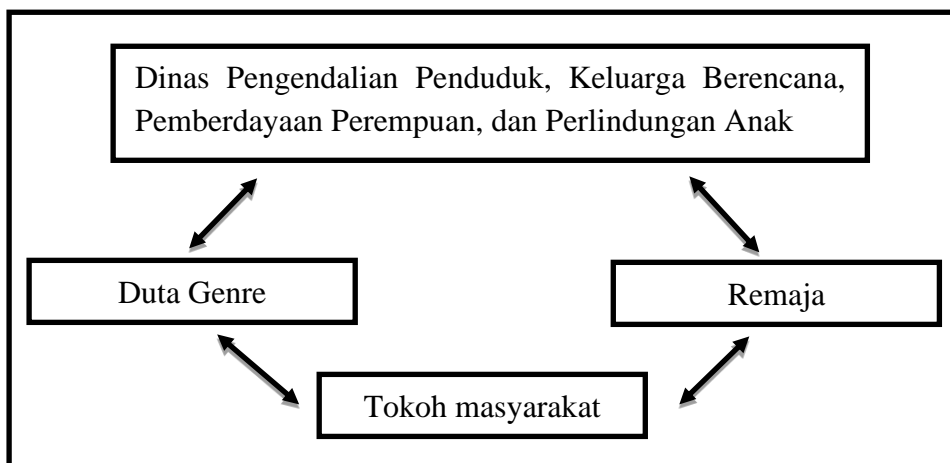 Dinas Pengendalian Penduduk, Keluarga Berencana,
Pemberdayaan Perempuan, dan Perlindungan Anak
Duta Genre
Remaja
Tokoh masyarakat